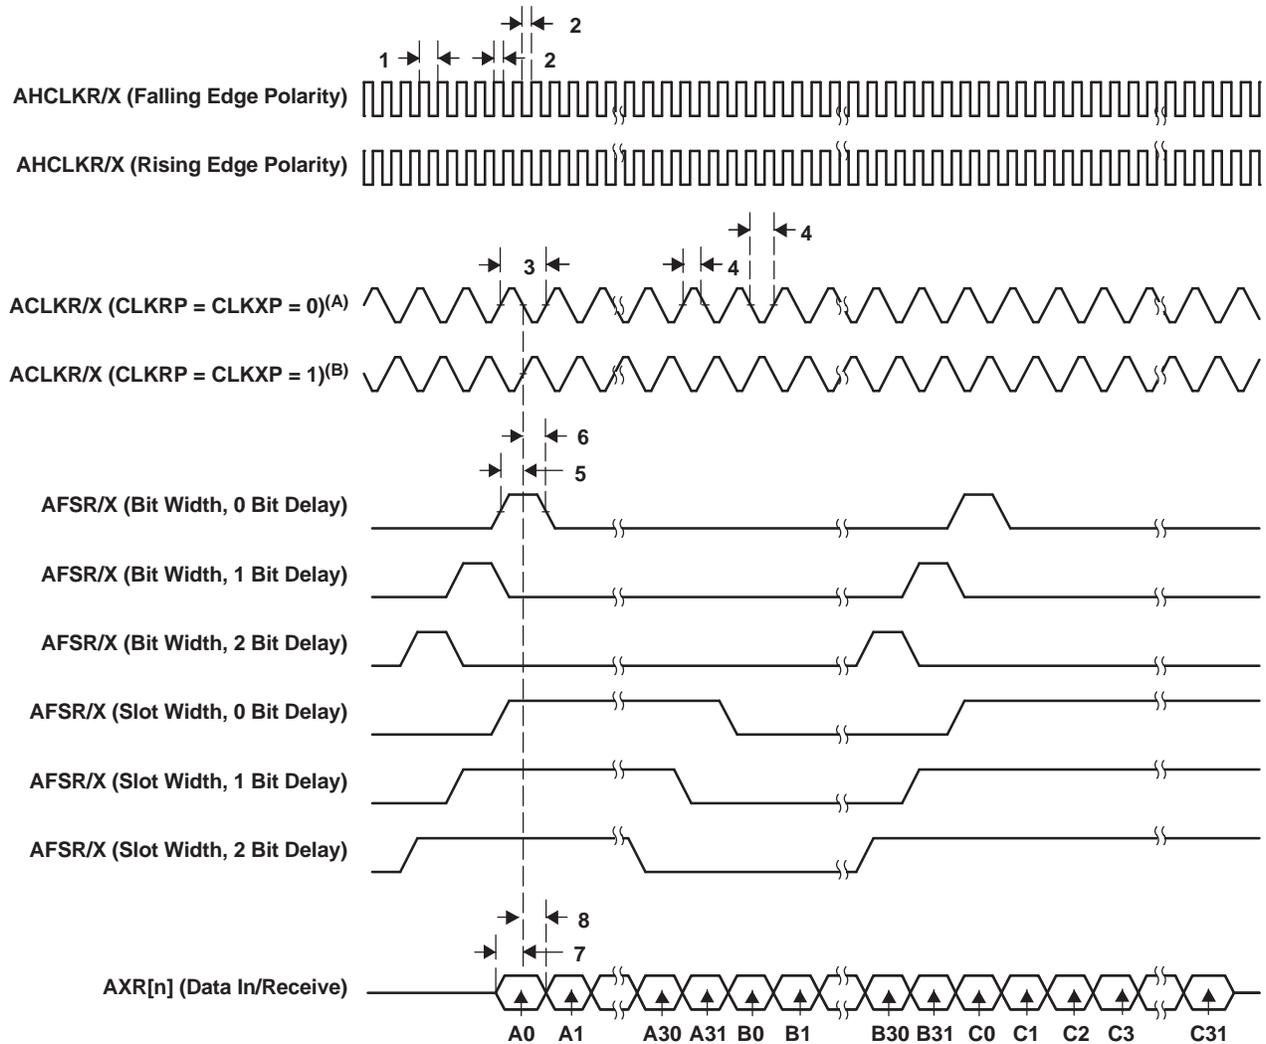 2
1
2
AHCLKR/X (Falling Edge Polarity)
AHCLKR/X (Rising Edge Polarity)
4
3
4
ACLKR/X (CLKRP = CLKXP = 0)(A)
ACLKR/X (CLKRP = CLKXP = 1)(B)
6
5
AFSR/X (Bit Width, 0 Bit Delay)
AFSR/X (Bit Width, 1 Bit Delay)
AFSR/X (Bit Width, 2 Bit Delay)
AFSR/X (Slot Width, 0 Bit Delay)
AFSR/X (Slot Width, 1 Bit Delay)
AFSR/X (Slot Width, 2 Bit Delay)
8
7
AXR[n] (Data In/Receive)
A0 A1 A30 A31 B0 B1 B30 B31 C0 C1 C2 C3 C31